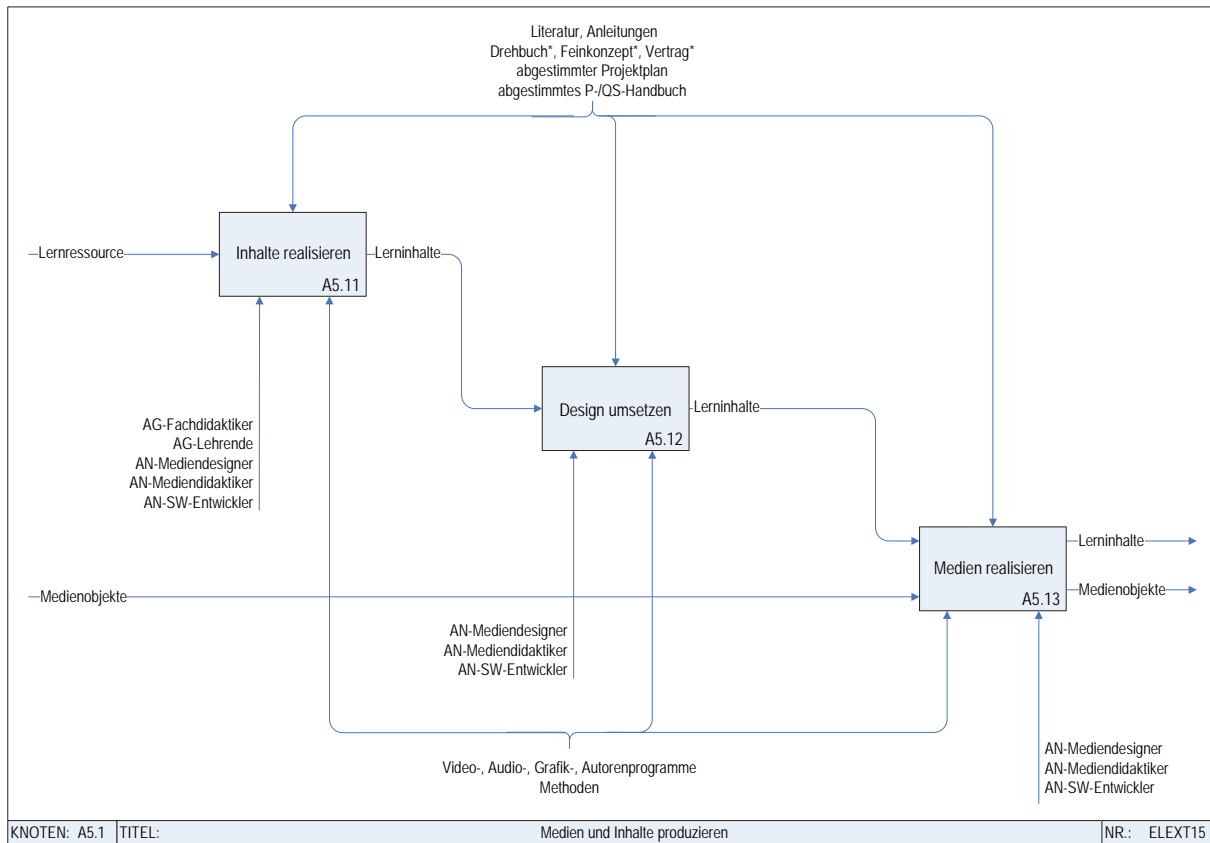 Literatur, Anleitungen
Drehbuch*, Feinkonzept*, Vertrag*
abgestimmter Projektplan
abgestimmtes P-/QS-Handbuch
Lernressource
Inhalte realisieren
A5.11
Lerninhalte
AG-Fachdidaktiker
AG-Lehrende
AN-Mediendesigner
AN-Mediendidaktiker
AN-SW-Entwickler
Design umsetzen
A5.12
Lerninhalte
AN-Mediendesigner
AN-Mediendidaktiker
AN-SW-Entwickler
Medienobjekte
Medien realisieren
A5.13
Lerninhalte
Medienobjekte
AN-Mediendesigner
AN-Mediendidaktiker
AN-SW-Entwickler
Video-, Audio-, Grafik-, Autorenprogramme
Methoden
KNOTEN: A5.1 TITEL: Medien und Inhalte produzieren NR.: ELEXT15